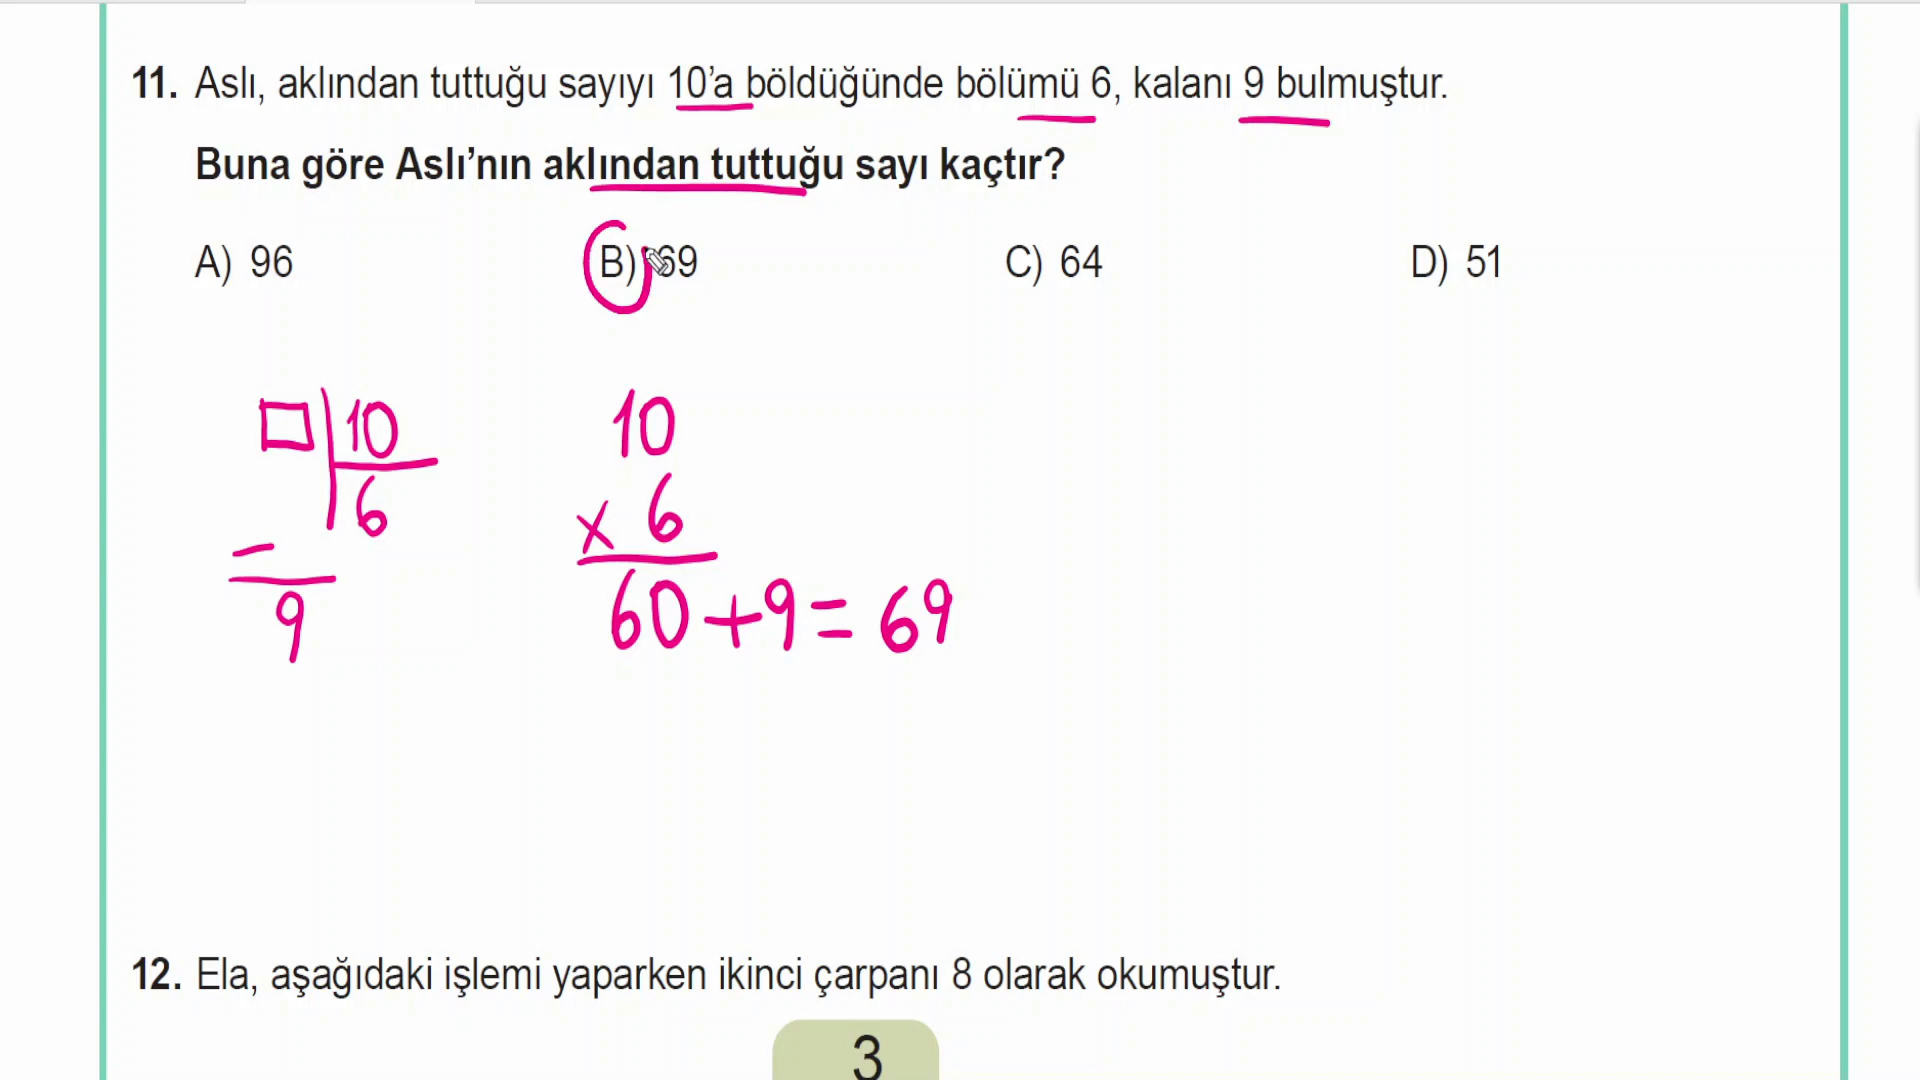 11. Aslı, aklından tuttuğu sayıyı 10’a böldüğünde bölümü 6, kalanı 9 bulmuştur.
Buna göre Aslı’nın aklından tuttuğu sayı kaçtır?
A) 96 B) 69 C) 64 D) 51
10
6
9
10
x 6
60+9=69
12. Ela, aşağıdaki işlemi yaparken ikinci çarpanı 8 olarak okumuştur.
3